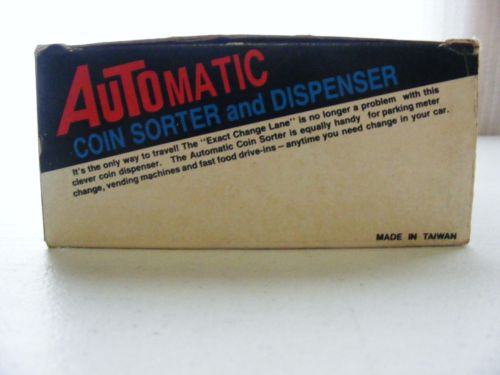 AUTOMATIC
COIN SORTER and DISPENSER
It's the only way to travel! The "Exact Change Lane" is no longer a problem with this
clever coin dispenser. The Automatic Coin Sorter is equally handy for parking meter
change, vending machines and fast food drive-ins — anytime you need change in your car.
MADE IN TAIWAN